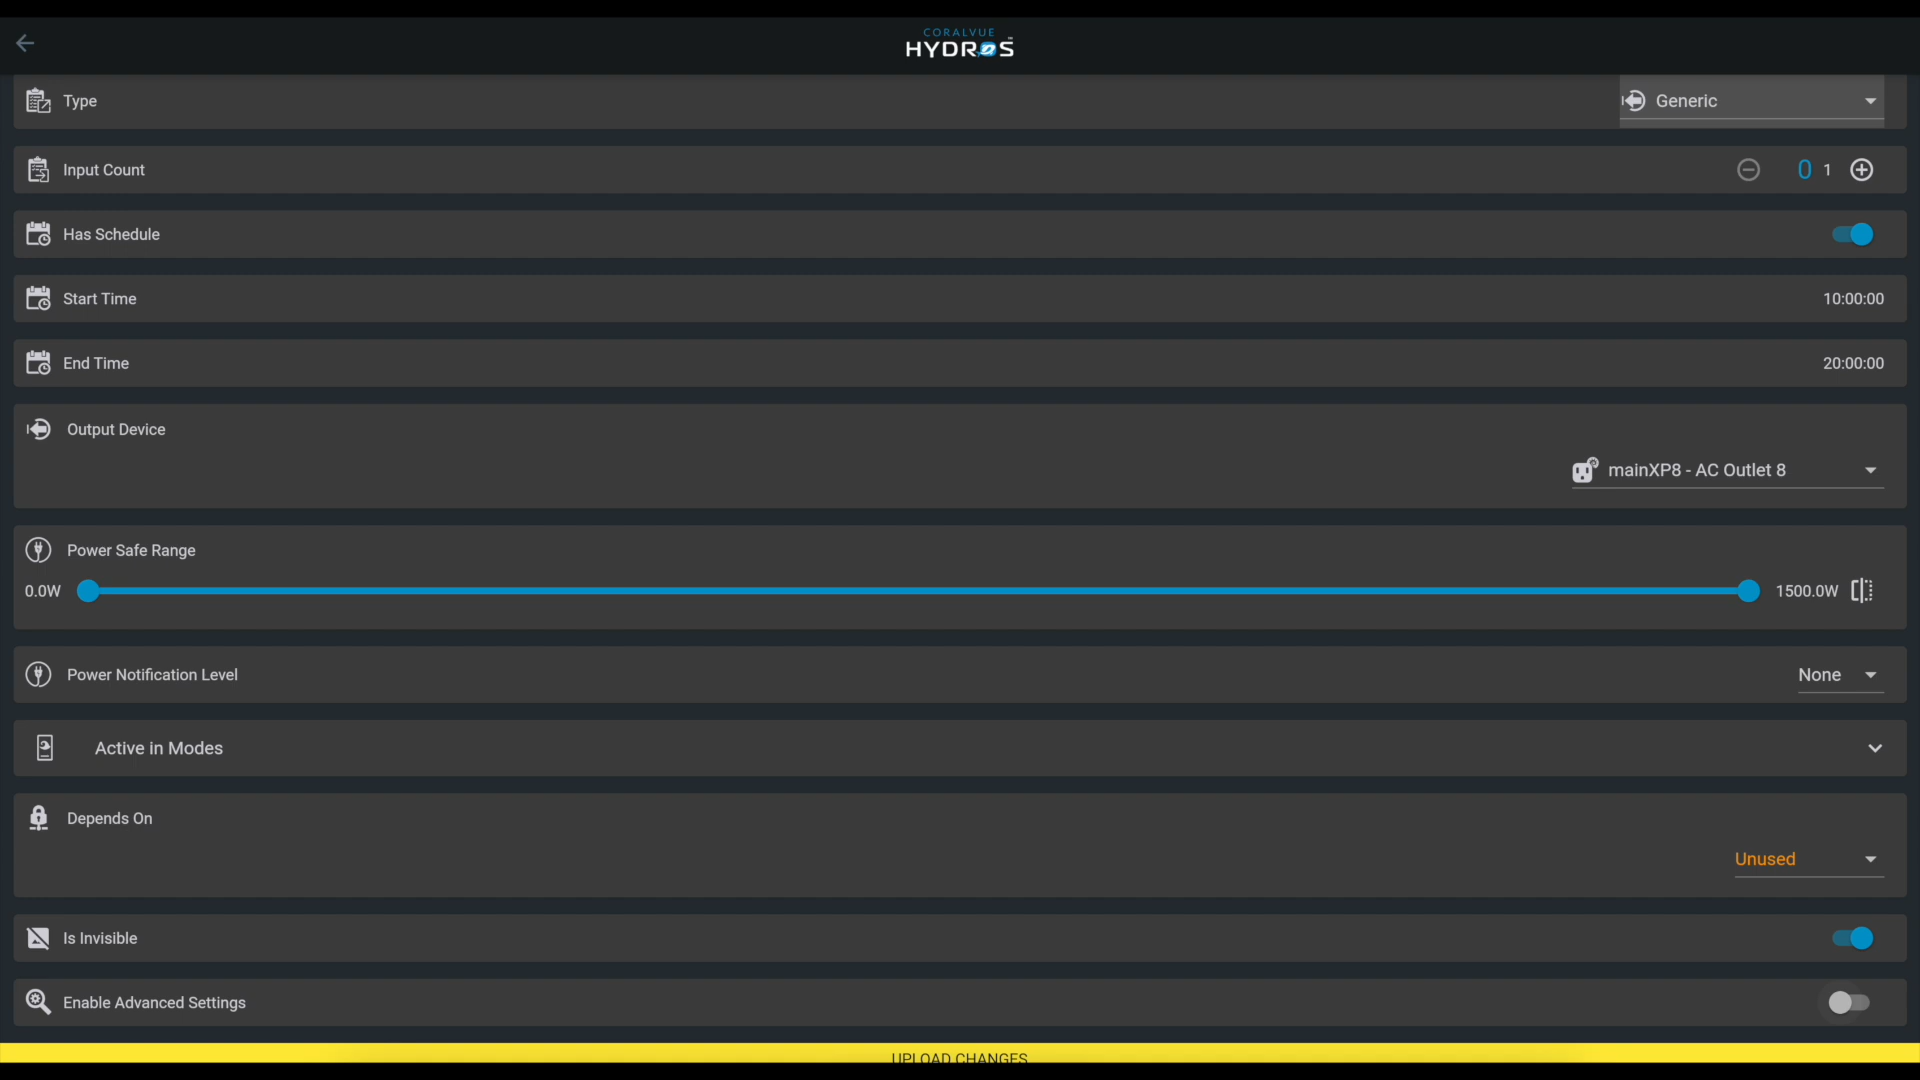 CORALVUE
HYDROS™
Type
Generic
Input Count
0 1
Has Schedule
Start Time
10:00:00
End Time
20:00:00
Output Device
mainXP8 - AC Outlet 8
Power Safe Range
0.0W
1500.0W
Power Notification Level
None
Active in Modes
Depends On
Unused
Is Invisible
Enable Advanced Settings
UPLOAD CHANGES